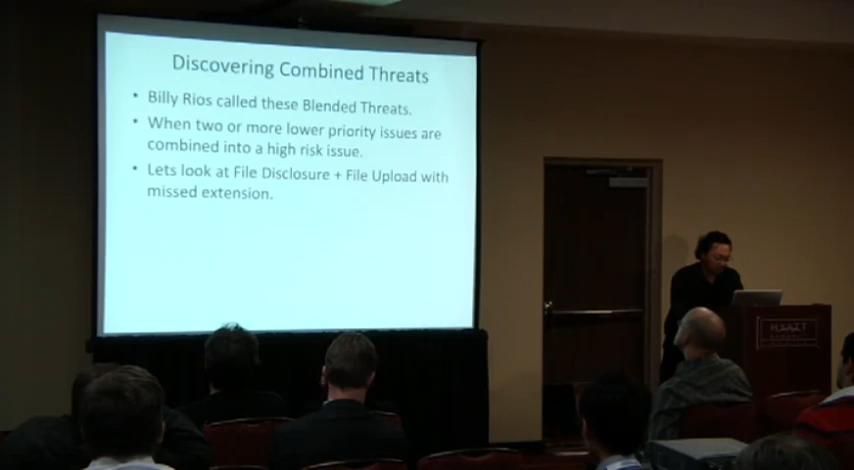 Discovering Combined Threats
• Billy Rios called these Blended Threats.
• When two or more lower priority issues are
combined into a high risk issue.
• Lets look at File Disclosure + File Upload with
missed extension.
HYATT